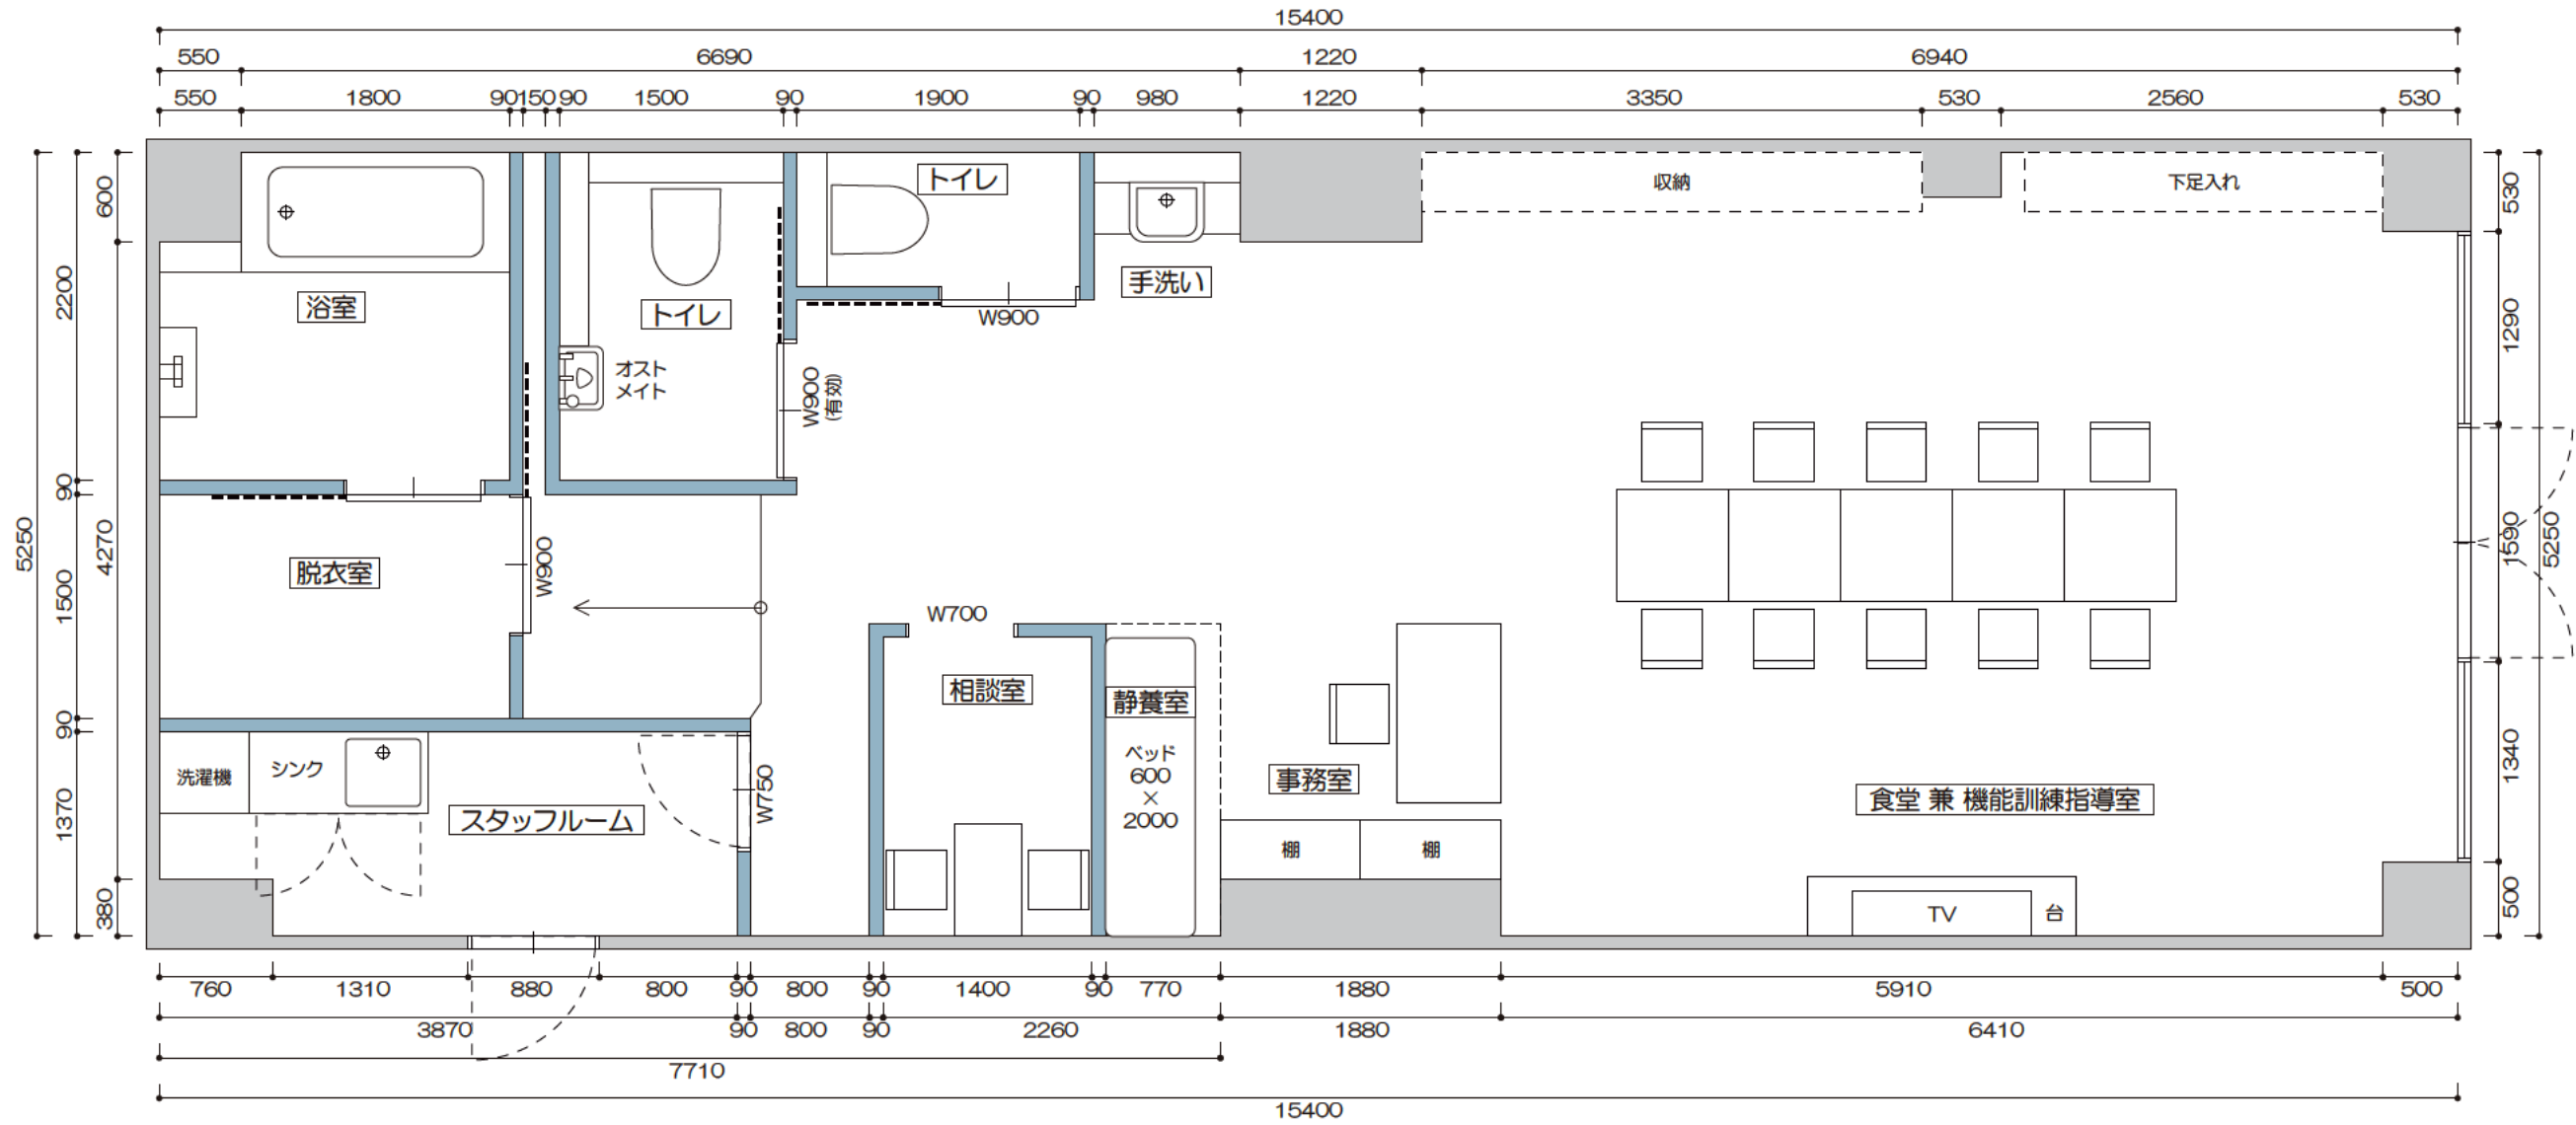 15400
550 6690 1220 6940
550 1800 90 150 90 1500 90 1900 90 980 1220 3350 530 2560 530
600
4270
380
2200
90
1500
90
1370
5250
浴室
トイレ
オスト
メイト
W900
(有効)
トイレ
W900
手洗い
収納
下足入れ
530
1290
1590
1340
500
5250
脱衣室
W900
W700
相談室
静養室
ベッド
600
×
2000
事務室
棚
棚
食堂 兼 機能訓練指導室
TV
台
洗濯機
シンク
スタッフルーム
W750
760 1310 880 800 90 800 90 1400 90 770 1880 5910 500
3870 90 800 90 2260 1880 6410
7710
15400